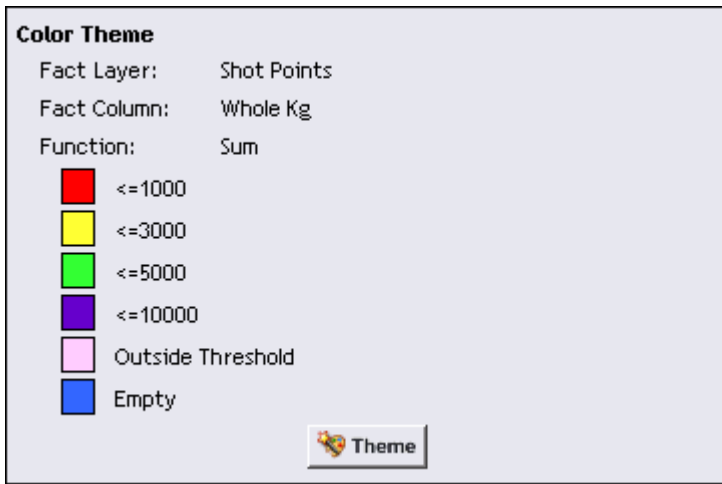 Color Theme
Fact Layer: Shot Points
Fact Column: Whole Kg
Function: Sum
<=1000
<=3000
<=5000
<=10000
Outside Threshold
Empty
Theme